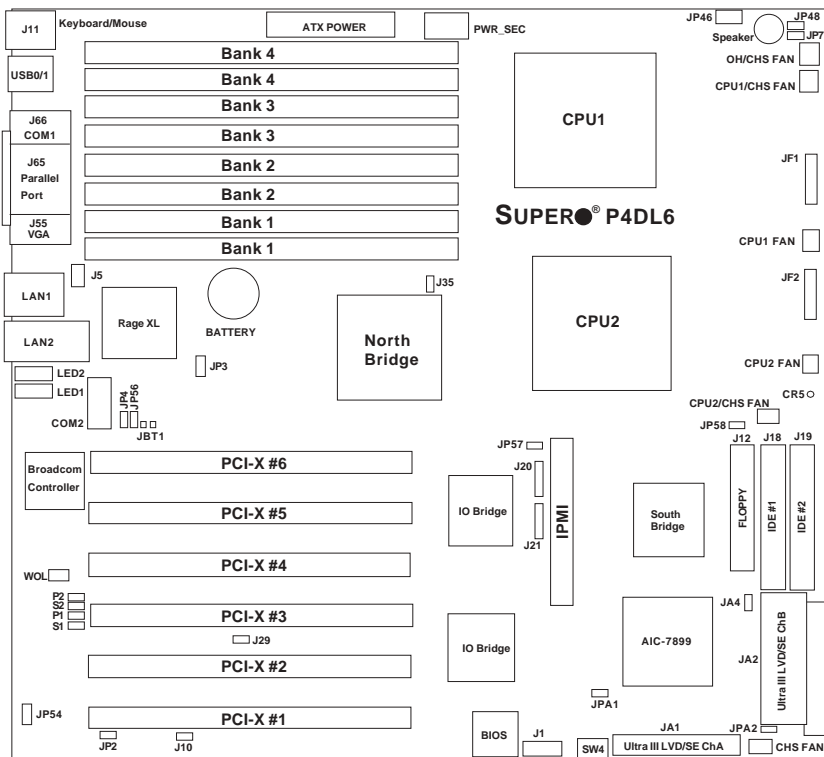 J11
Keyboard/Mouse
ATX POWER
PWR_SEC
JP46
JP48
Speaker
JP7
OH/CHS FAN
CPU1/CHS FAN
USB0/1
Bank 4
Bank 4
Bank 3
Bank 3
Bank 2
Bank 2
Bank 1
Bank 1
J66
COM1
J65
Parallel
Port
J55
VGA
CPU1
JF1
SUPER® P4DL6
CPU1 FAN
LAN1
J5
Rage XL
BATTERY
J35
North
Bridge
CPU2
JF2
LAN2
JP3
LED2
LED1
COM2
JP4
JP56
JBT1
CPU2 FAN
CR5
CPU2/CHS FAN
JP58
J12
J18
J19
Broadcom
Controller
PCI-X #6
PCI-X #5
PCI-X #4
PCI-X #3
PCI-X #2
PCI-X #1
JP57
J20
J21
IO Bridge
IPMI
South
Bridge
FLOPPY
IDE #1
IDE #2
WOL
P2
S2
P1
S1
J29
IO Bridge
AIC-7899
JA4
JA2
Ultra III LVD/SE ChB
JP54
JP2
J10
BIOS
J1
SW4
JPA1
JA1
Ultra III LVD/SE ChA
JPA2
CHS FAN